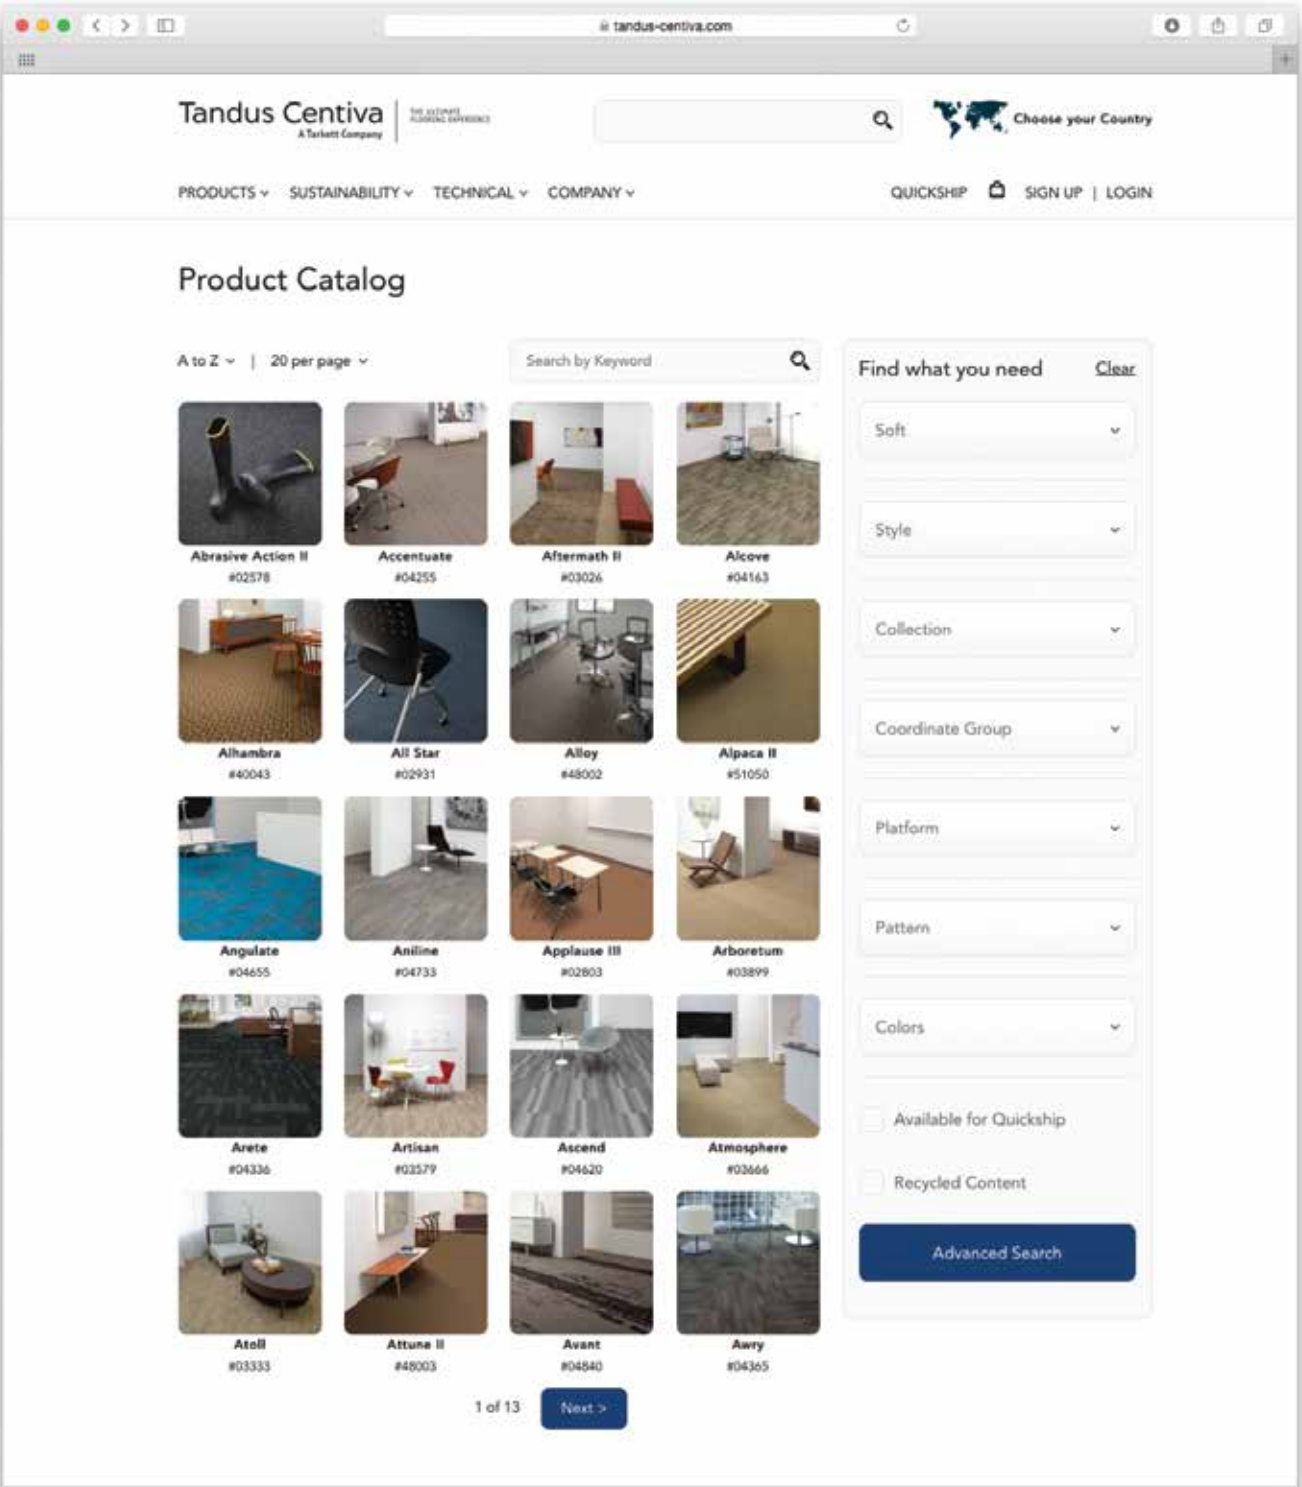 tandus-centiva.com
Tandus Centiva
A Tarkett Company
THE ULTIMATE
FLOORING EXPERIENCE
Choose your Country
PRODUCTS SUSTAINABILITY TECHNICAL COMPANY
QUICKSHIP SIGN UP | LOGIN
Product Catalog
A to Z | 20 per page
Search by Keyword
Abrasive Action II Accentuate Aftermath II Alcove
#02578 #04255 #03026 #04163
Alhambra All Star Alloy Alpaca II
#40043 #02931 #48002 #51050
Angulate Aniline Applause III Arboretum
#04655 #04733 #02803 #03899
Arete Artisan Ascend Atmosphere
#04336 #03579 #04620 #03666
Atoll Attune II Avant Awry
#03333 #48003 #04840 #04365
1 of 13 Next >
Find what you need Clear
Soft
Style
Collection
Coordinate Group
Platform
Pattern
Colors
Available for Quickship
Recycled Content
Advanced Search